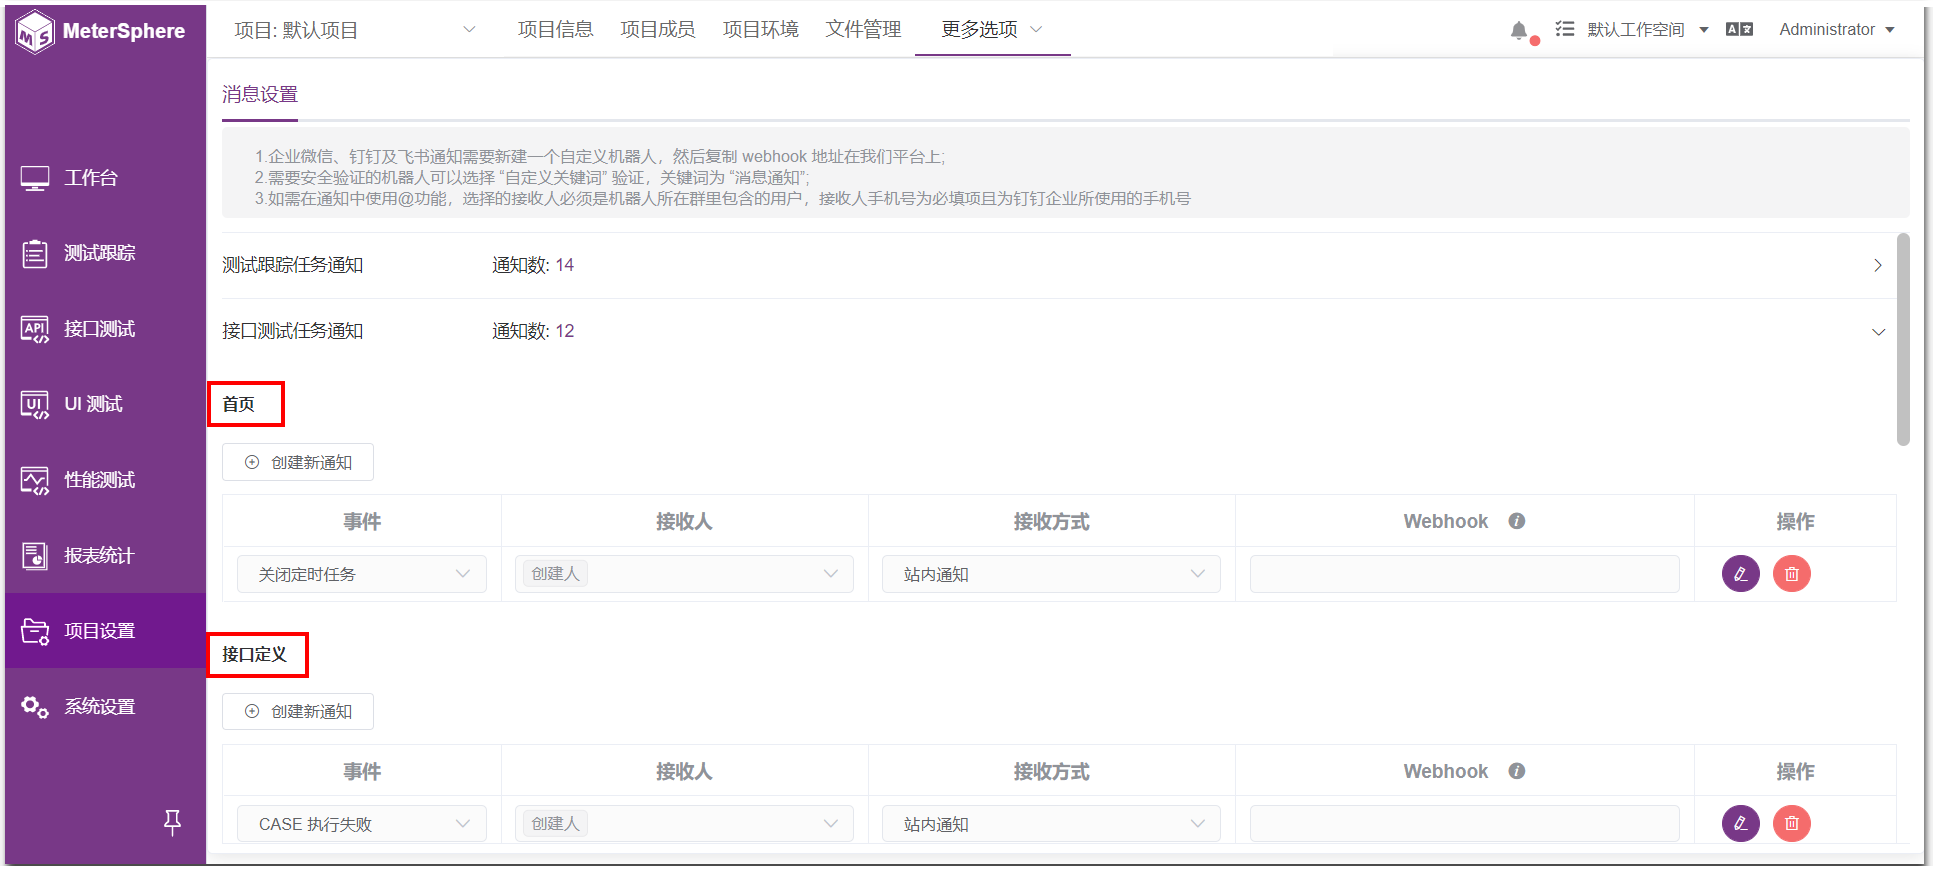 MeterSphere
项目: 默认项目 项目信息 项目成员 项目环境 文件管理 更多选项 默认工作空间 Administrator
消息设置
1.企业微信、钉钉及飞书通知需要新建一个自定义机器人，然后复制 webhook 地址在我们平台上;
2.需要安全验证的机器人可以选择 “自定义关键词” 验证，关键词为 “消息通知”;
3.如需在通知中使用@功能，选择的接收人必须是机器人所在群里包含的用户，接收人手机号为必填项目为钉钉企业所使用的手机号
工作台
测试跟踪
接口测试
UI 测试
性能测试
报表统计
项目设置
系统设置
测试跟踪任务通知 通知数: 14
接口测试任务通知 通知数: 12
首页
创建新通知
事件 接收人 接收方式 Webhook 操作
关闭定时任务 创建人 站内通知
接口定义
创建新通知
事件 接收人 接收方式 Webhook 操作
CASE 执行失败 创建人 站内通知